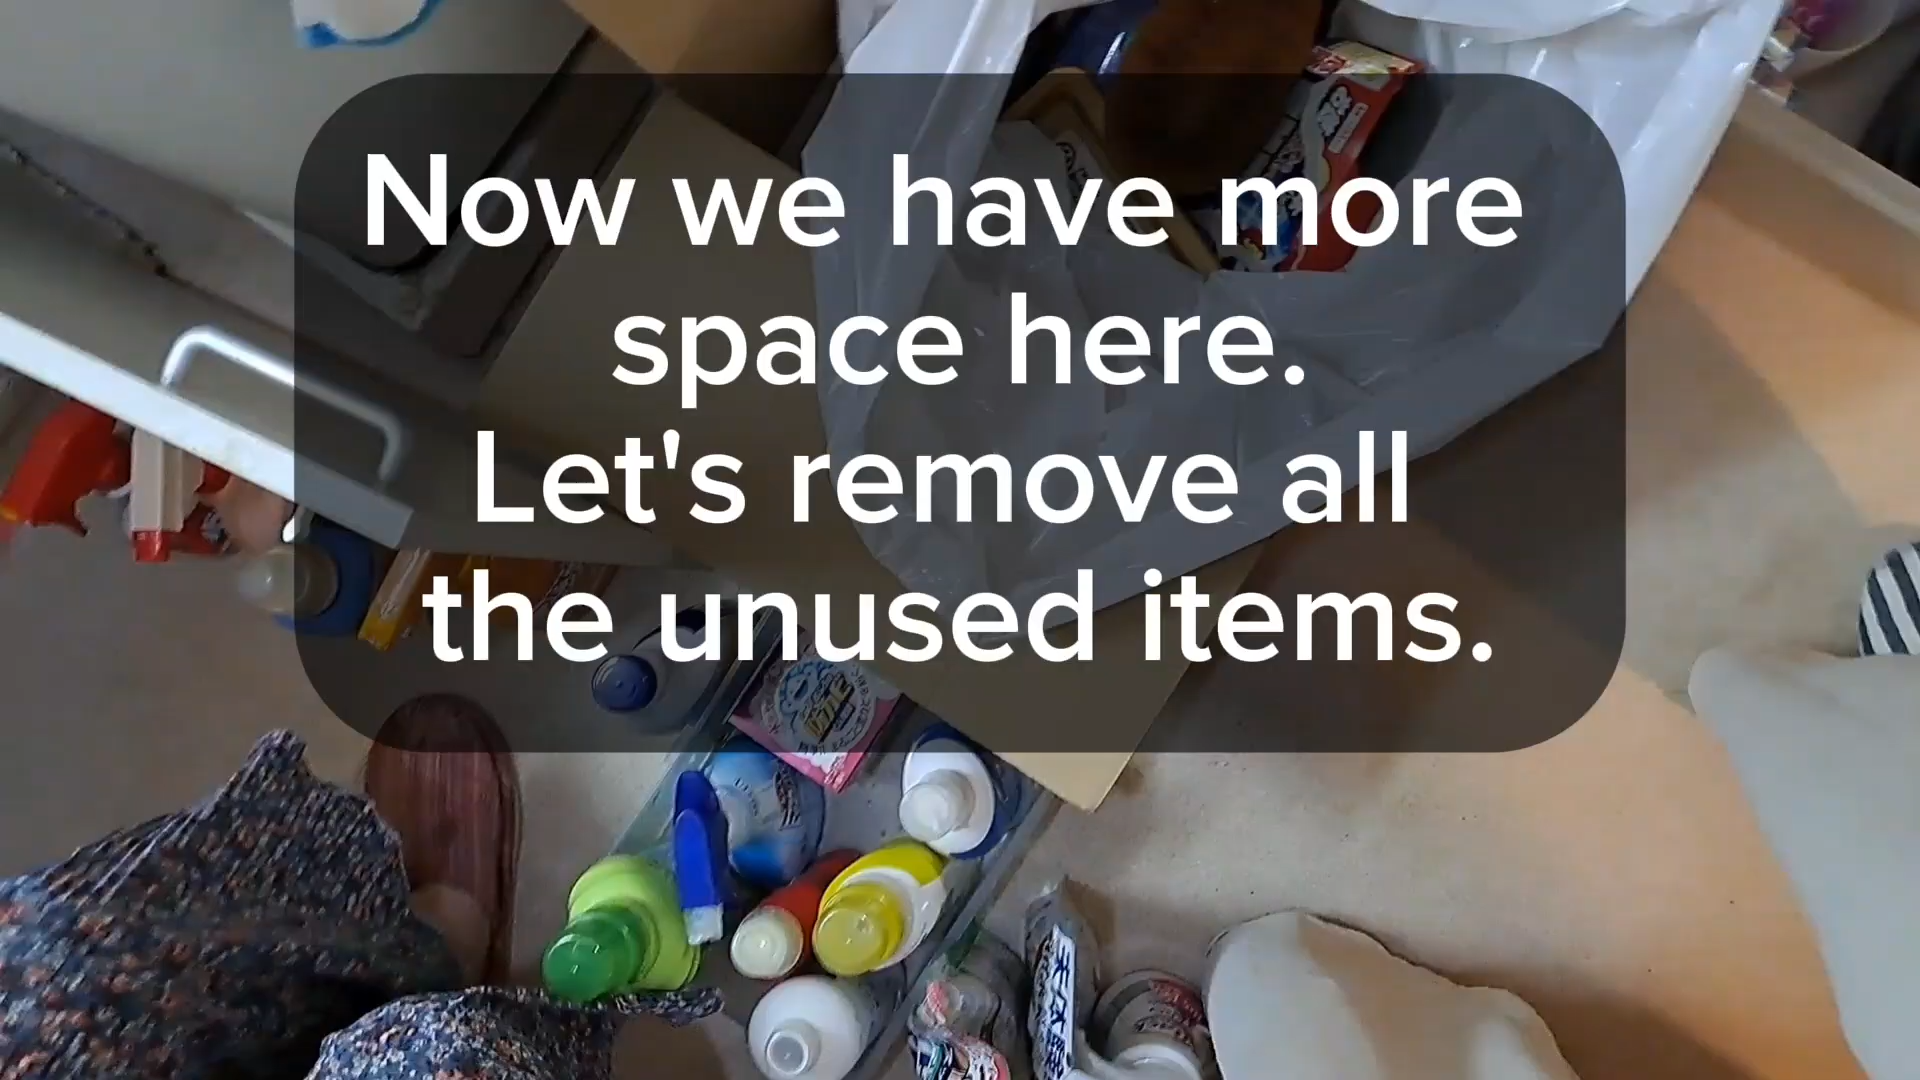 Now we have more
space here.
Let's remove all
the unused items.